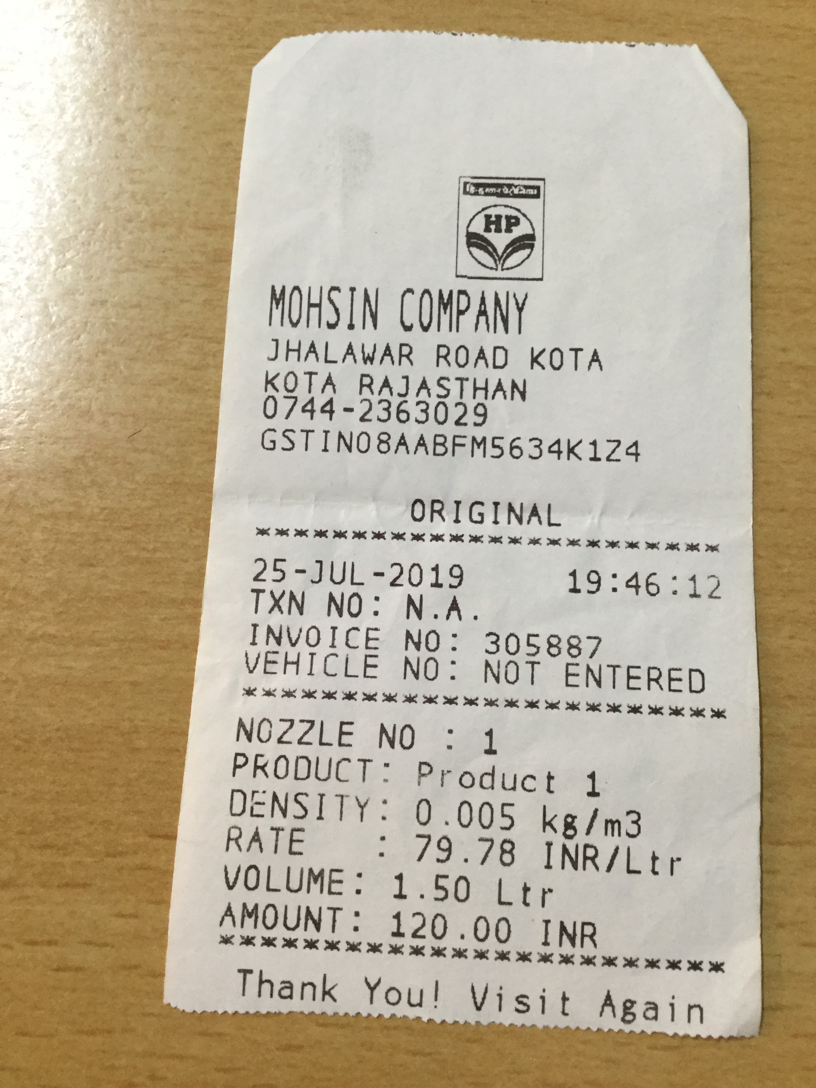 HP
MOHSIN COMPANY
JHALAWAR ROAD KOTA
KOTA RAJASTHAN
0744-2363029
GSTIN08AABFM5634K1Z4
ORIGINAL
************************
25-JUL-2019 19:46:12
TXN NO: N.A.
INVOICE NO: 305887
VEHICLE NO: NOT ENTERED
************************
NOZZLE NO : 1
PRODUCT: Product 1
DENSITY: 0.005 kg/m3
RATE : 79.78 INR/Ltr
VOLUME: 1.50 Ltr
AMOUNT: 120.00 INR
************************
Thank You! Visit Again